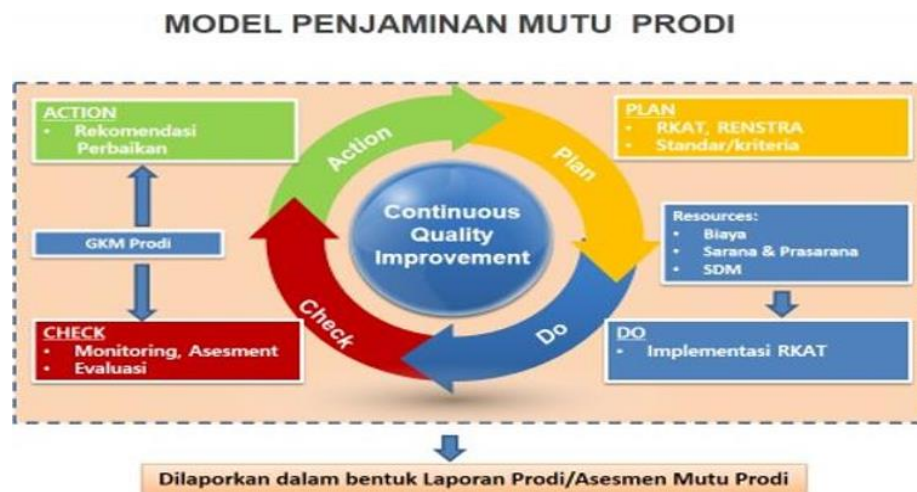 MODEL PENJAMINAN MUTU PRODI
ACTION
• Rekomendasi
Perbaikan
PLAN
• RKAT, RENSTRA
• Standar/kriteria
Action
Plan
Continuous
Quality
Improvement
GKM Prodi
Resources:
• Biaya
• Sarana & Prasarana
• SDM
Check
Do
CHECK
• Monitoring, Asesment
• Evaluasi
DO
• Implementasi RKAT
Dilaporkan dalam bentuk Laporan Prodi/Asesmen Mutu Prodi